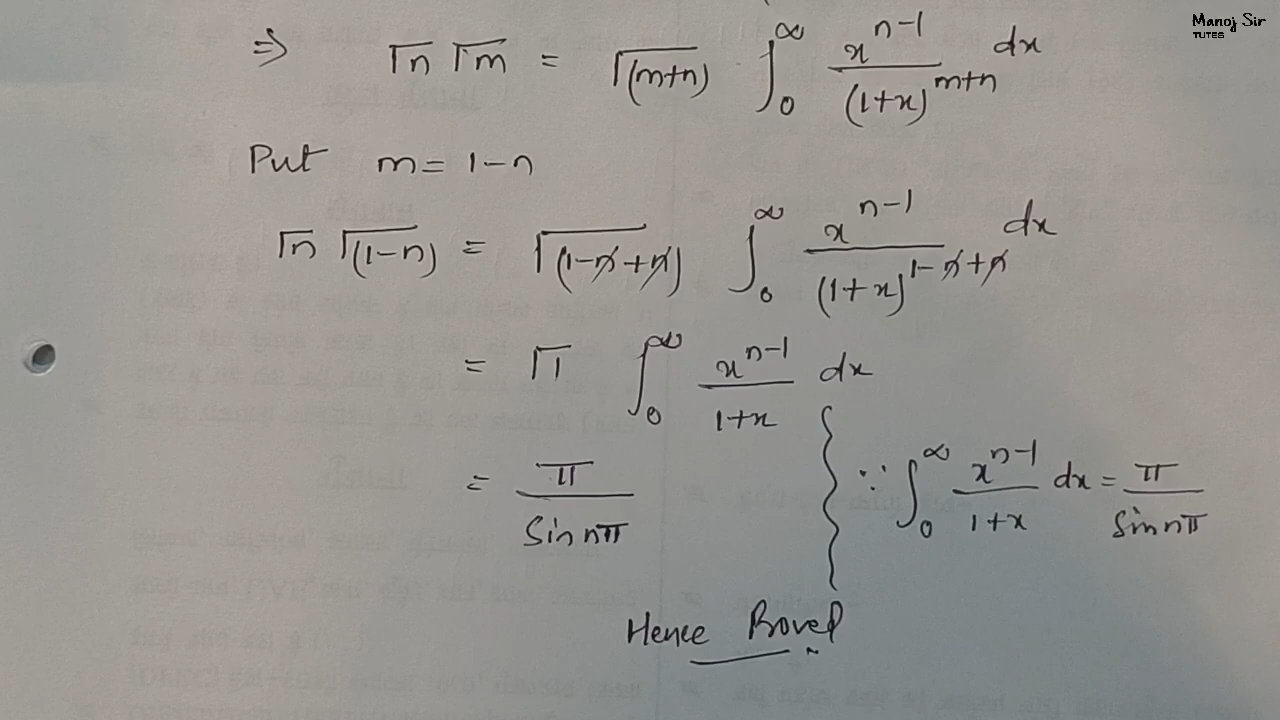 Manoj Sir
TUTES
⇒ Γn Γm = Γ(m+n) ∫₀^∞ x^(n-1) / (1+x)^(m+n) dx
Put m = 1-n
Γn Γ(1-n) = Γ(1-n+n) ∫₀^∞ x^(n-1) / (1+x)^(1-n+n) dx
= Γ1 ∫₀^∞ x^(n-1) / (1+x) dx
= π / Sin nπ { ∵ ∫₀^∞ x^(n-1) / (1+x) dx = π / Sin nπ
Hence Proved